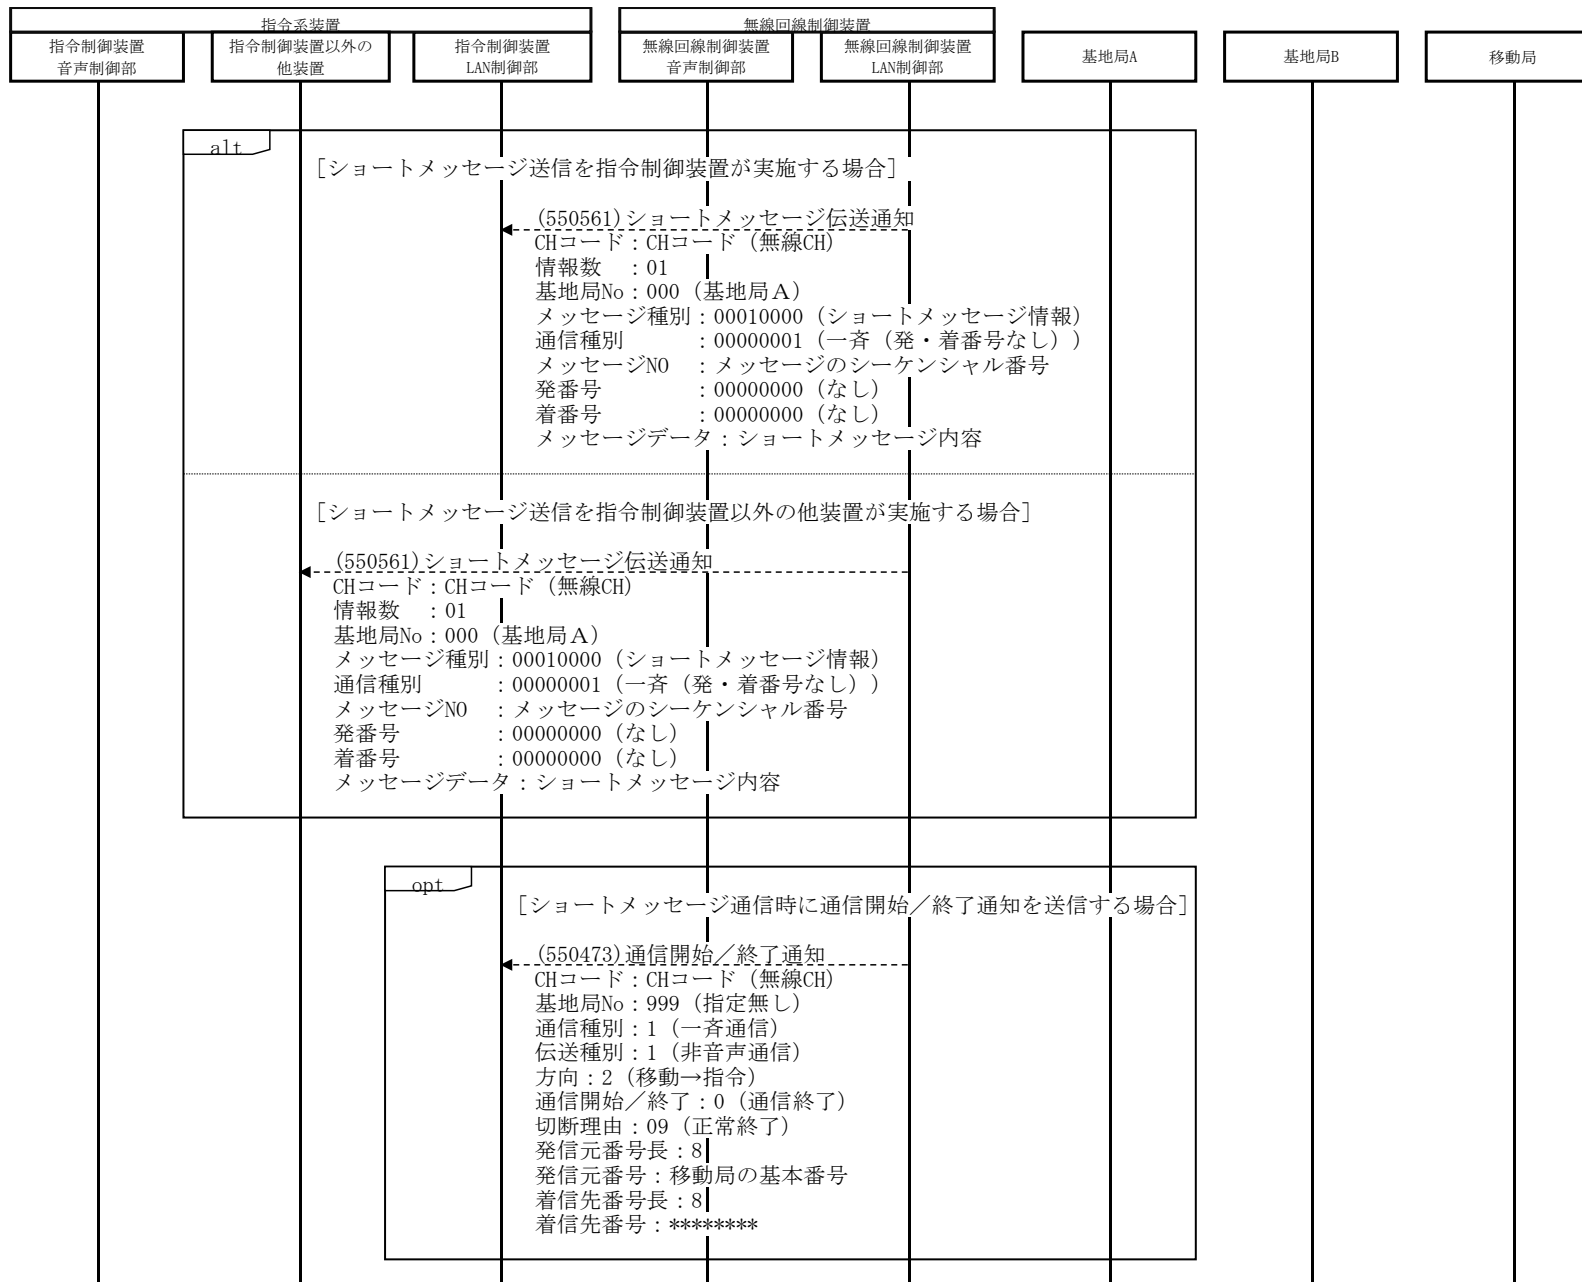 指令系装置
無線回線制御装置
指令制御装置
音声制御部
指令制御装置以外の
他装置
指令制御装置
LAN制御部
無線回線制御装置
音声制御部
無線回線制御装置
LAN制御部
基地局A
基地局B
移動局
alt
[ショートメッセージ送信を指令制御装置が実施する場合]
(550561)ショートメッセージ伝送通知
CHコード：CHコード（無線CH）
情報数　：01
基地局No：000（基地局Ａ）
メッセージ種別：00010000（ショートメッセージ情報）
通信種別　　　：00000001（一斉（発・着番号なし））
メッセージNO　：メッセージのシーケンシャル番号
発番号　　　　：00000000（なし）
着番号　　　　：00000000（なし）
メッセージデータ：ショートメッセージ内容
[ショートメッセージ送信を指令制御装置以外の他装置が実施する場合]
(550561)ショートメッセージ伝送通知
CHコード：CHコード（無線CH）
情報数　：01
基地局No：000（基地局Ａ）
メッセージ種別：00010000（ショートメッセージ情報）
通信種別　　　：00000001（一斉（発・着番号なし））
メッセージNO　：メッセージのシーケンシャル番号
発番号　　　　：00000000（なし）
着番号　　　　：00000000（なし）
メッセージデータ：ショートメッセージ内容
opt
[ショートメッセージ通信時に通信開始／終了通知を送信する場合]
(550473)通信開始／終了通知
CHコード：CHコード（無線CH）
基地局No：999（指定無し）
通信種別：1（一斉通信）
伝送種別：1（非音声通信）
方向：2（移動→指令）
通信開始／終了：0（通信終了）
切断理由：09（正常終了）
発信元番号長：8
発信元番号：移動局の基本番号
着信先番号長：8
着信先番号：********